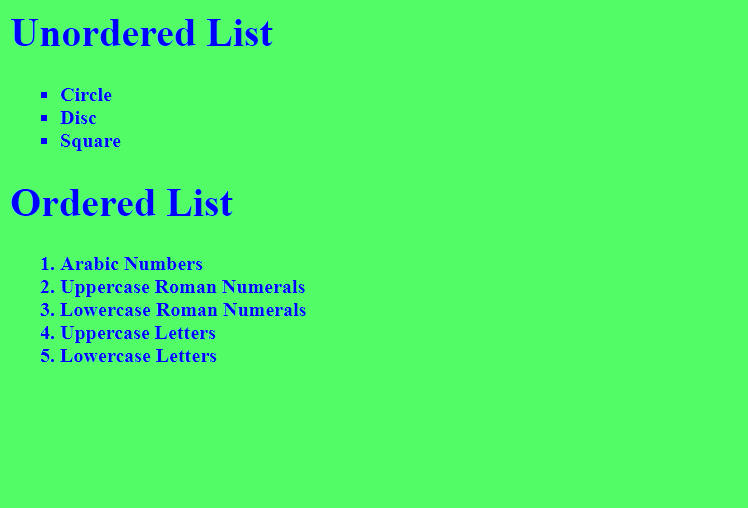 Unordered List
▪ Circle
▪ Disc
▪ Square
Ordered List
1. Arabic Numbers
2. Uppercase Roman Numerals
3. Lowercase Roman Numerals
4. Uppercase Letters
5. Lowercase Letters